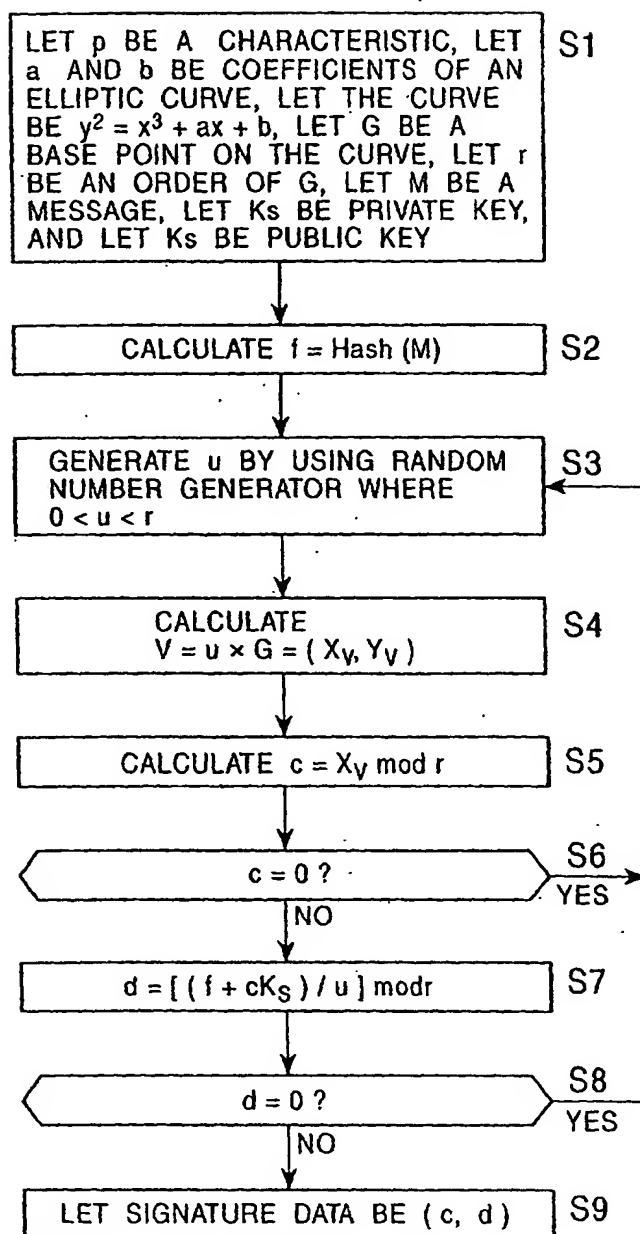 LET p BE A CHARACTERISTIC, LET
a AND b BE COEFFICIENTS OF AN
ELLIPTIC CURVE, LET THE CURVE
BE y² = x³ + ax + b, LET G BE A
BASE POINT ON THE CURVE, LET r
BE AN ORDER OF G, LET M BE A
MESSAGE, LET Ks BE PRIVATE KEY,
AND LET Ks BE PUBLIC KEY
S1
CALCULATE f = Hash (M)
S2
GENERATE u BY USING RANDOM
NUMBER GENERATOR WHERE
0 < u < r
S3
CALCULATE
V = u × G = ( XV, YV )
S4
CALCULATE c = XV mod r
S5
c = 0 ?
S6
YES
NO
d = [ ( f + cKS ) / u ] modr
S7
d = 0 ?
S8
YES
NO
LET SIGNATURE DATA BE ( c, d )
S9